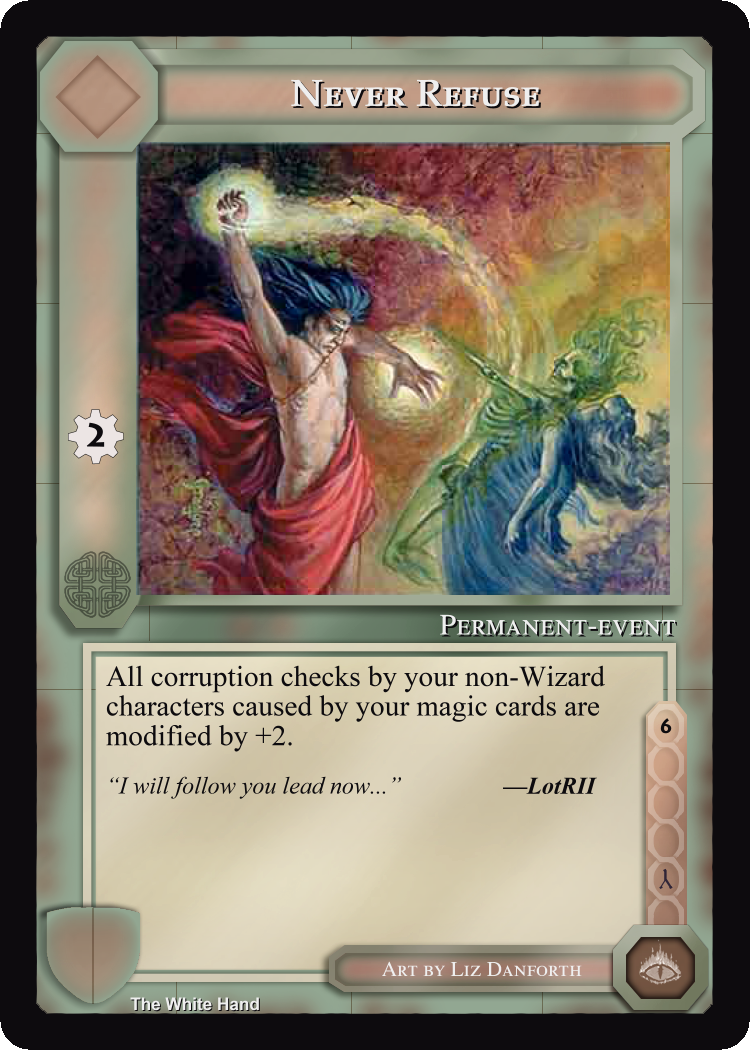 Never Refuse
2
Permanent-event
All corruption checks by your non-Wizard
characters caused by your magic cards are
modified by +2.
“I will follow you lead now...” —LotRII
6
Art by Liz Danforth
The White Hand